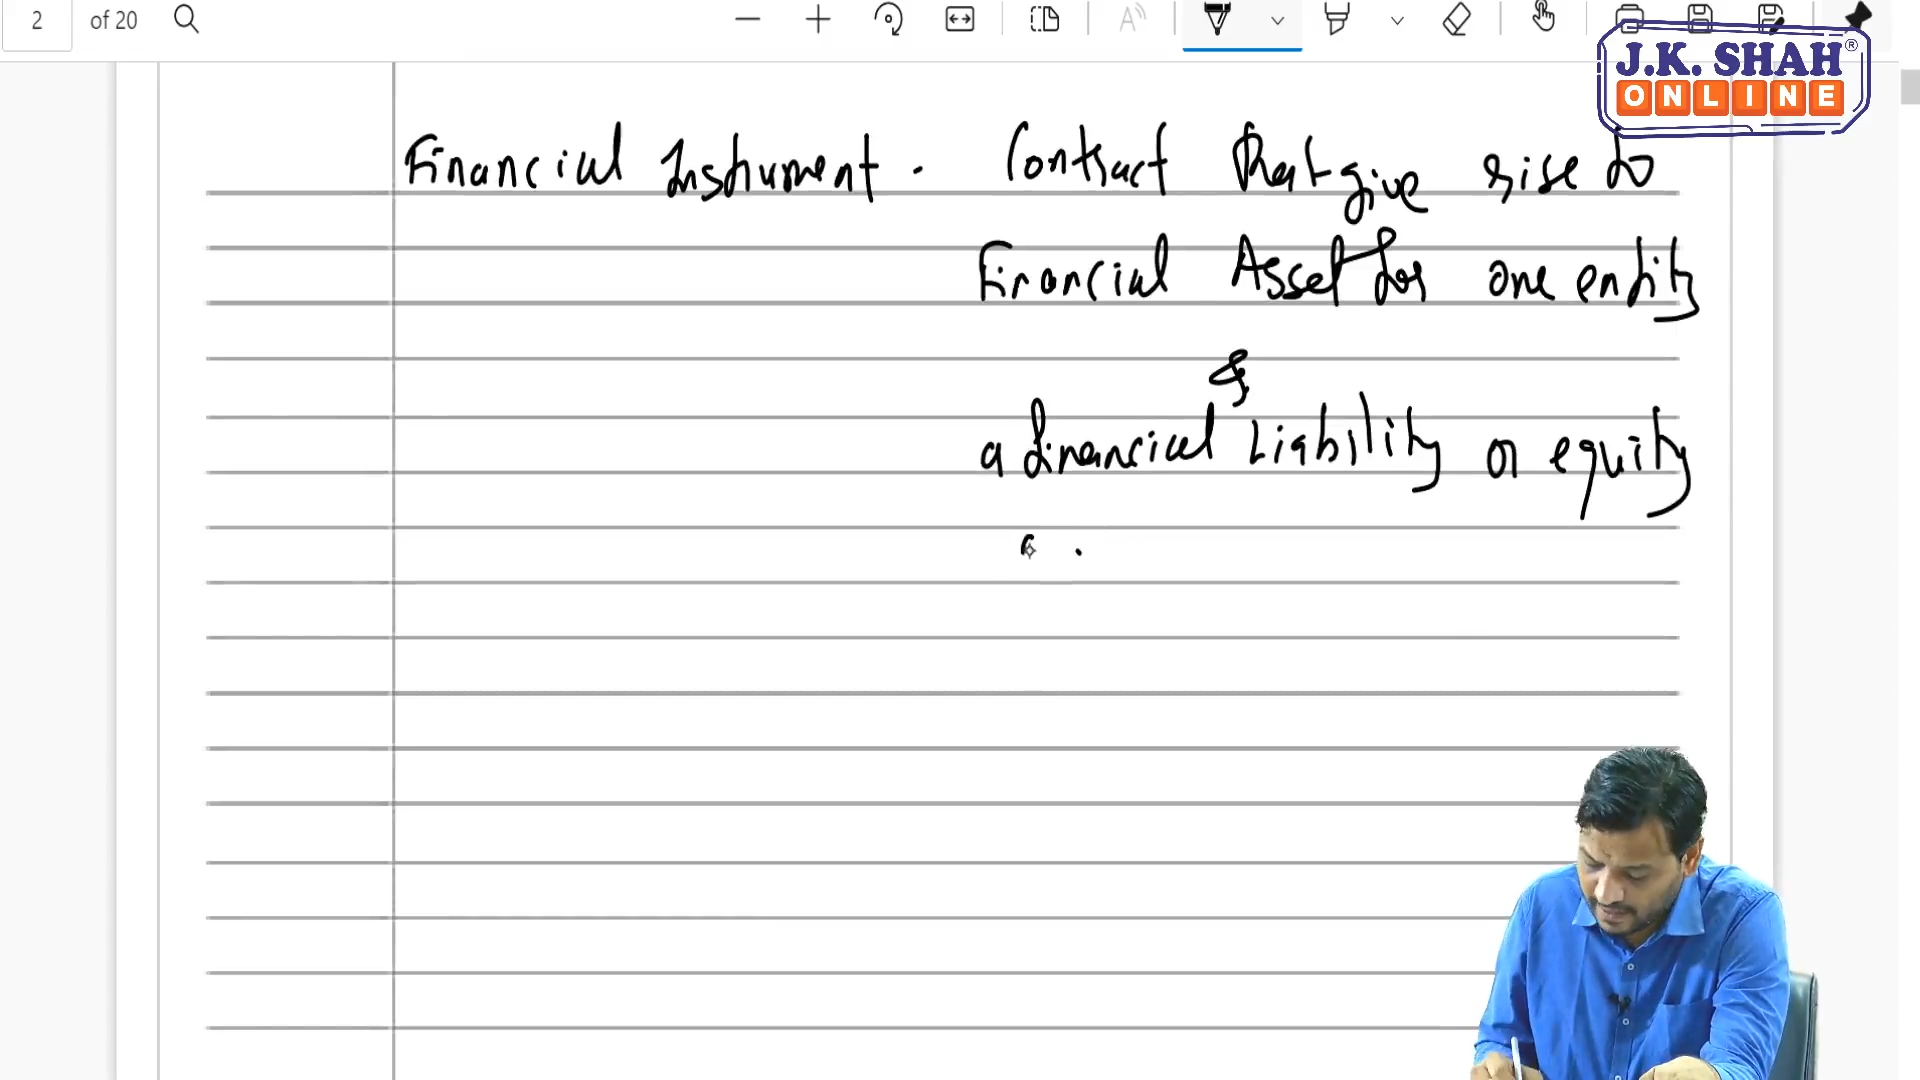 2 of 20
J.K. SHAH®
ONLINE
Financial Instrument. Contract that give rise to
Financial Asset for one entity
&
a financial Liability or equity